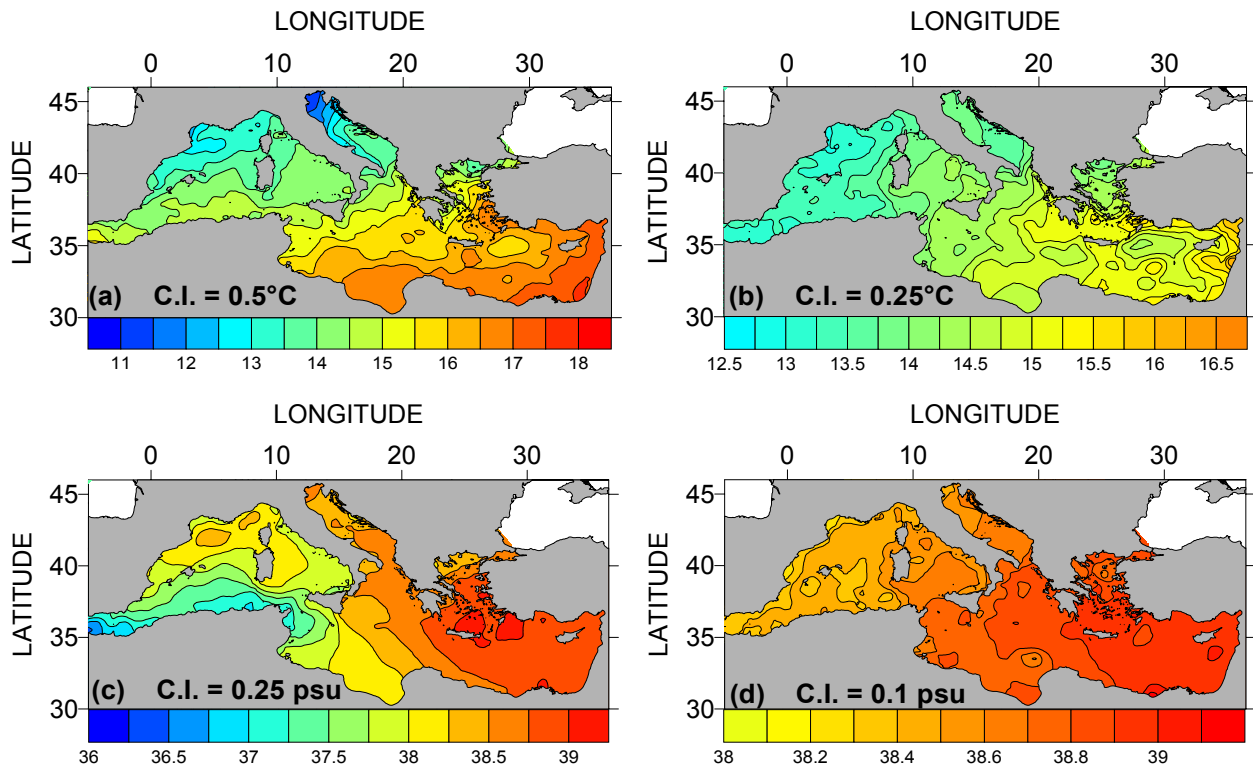 LONGITUDE
0 10 20 30
LATITUDE
45
40
35
30
(a) C.I. = 0.5°C
11 12 13 14 15 16 17 18
LONGITUDE
0 10 20 30
LATITUDE
45
40
35
30
(b) C.I. = 0.25°C
12.5 13 13.5 14 14.5 15 15.5 16 16.5
LONGITUDE
0 10 20 30
LATITUDE
45
40
35
30
(c) C.I. = 0.25 psu
36 36.5 37 37.5 38 38.5 39
LONGITUDE
0 10 20 30
LATITUDE
45
40
35
30
(d) C.I. = 0.1 psu
38 38.2 38.4 38.6 38.8 39